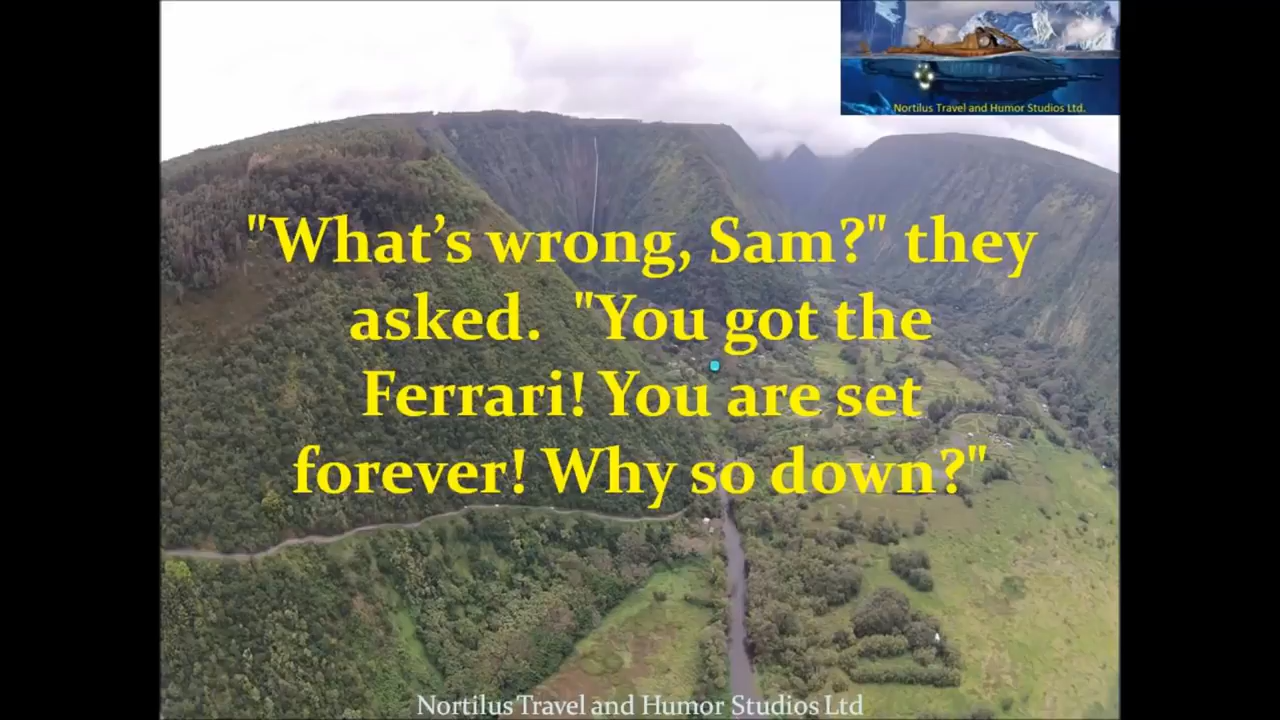 Nortilus Travel and Humor Studios Ltd.
"What’s wrong, Sam?" they
asked.  "You got the
Ferrari! You are set
forever! Why so down?"
Nortilus Travel and Humor Studios Ltd